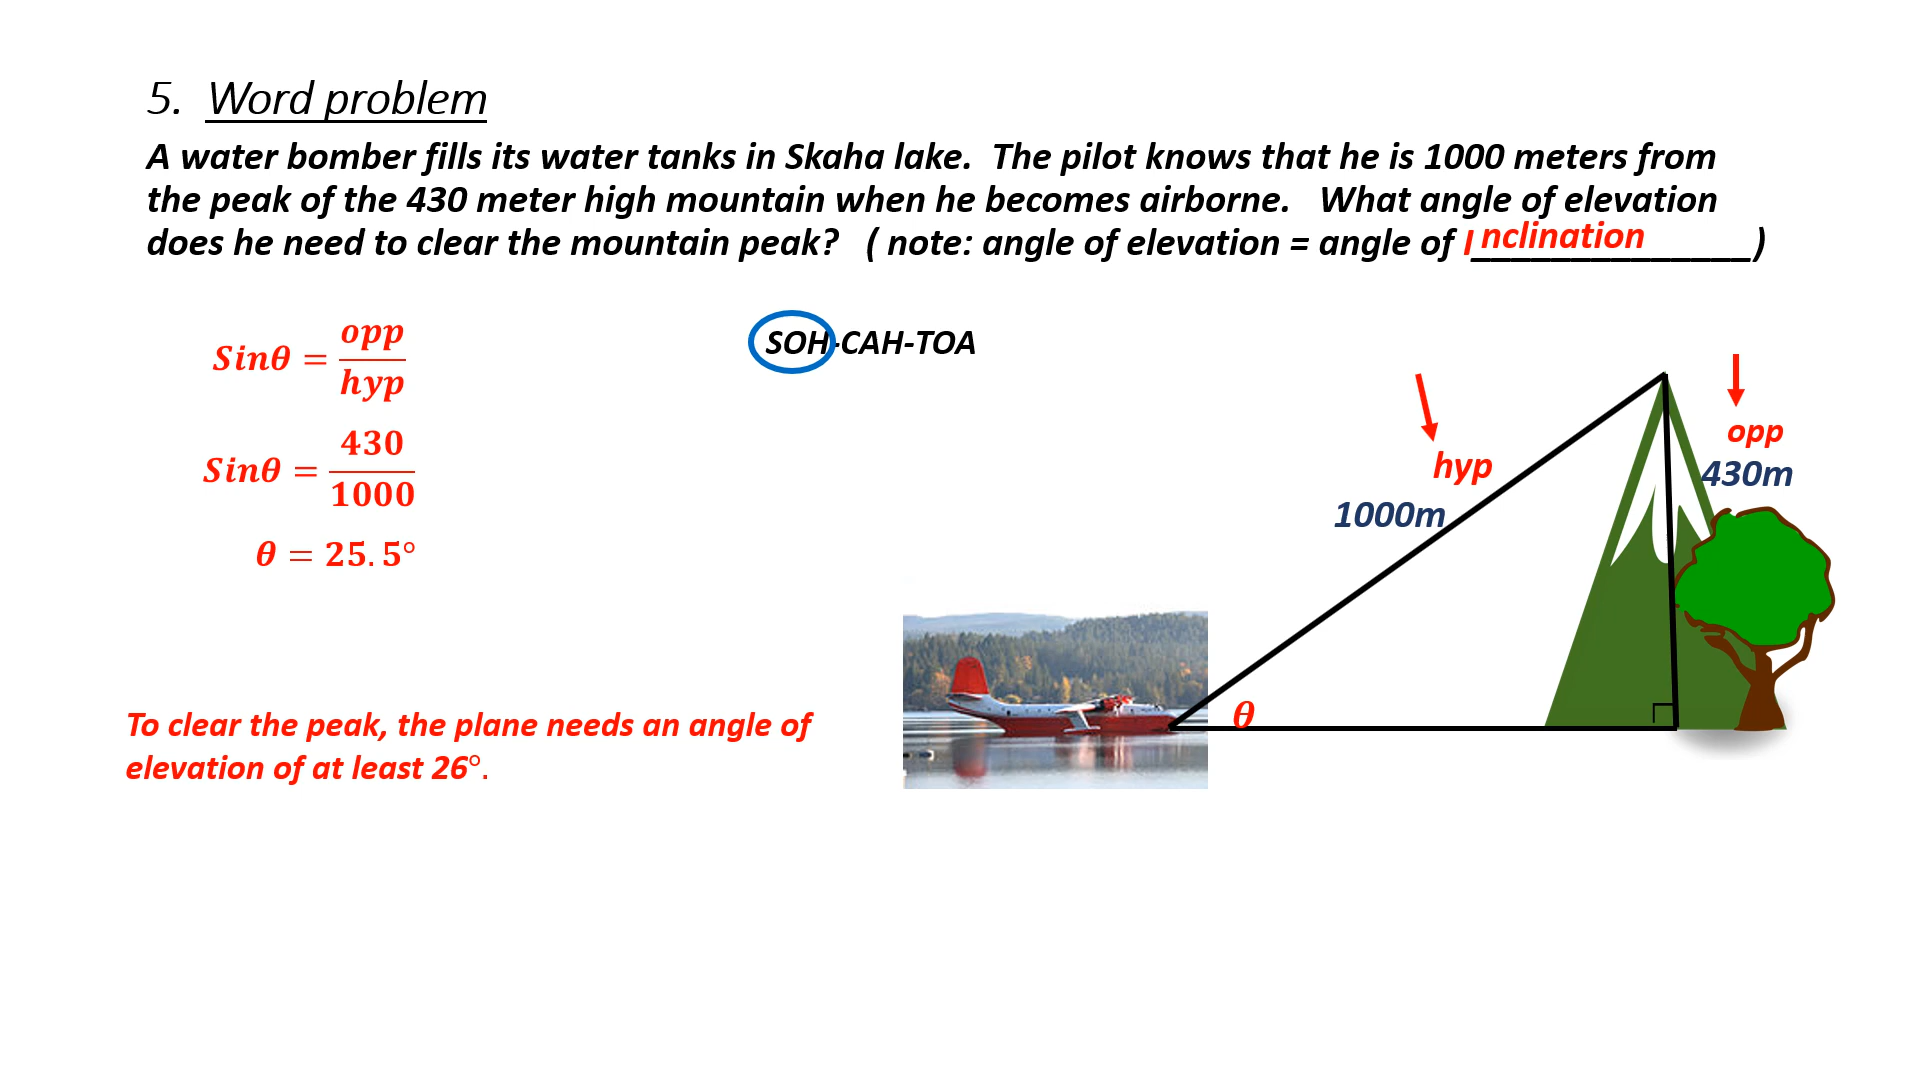 5. Word problem
A water bomber fills its water tanks in Skaha lake. The pilot knows that he is 1000 meters from
the peak of the 430 meter high mountain when he becomes airborne. What angle of elevation
does he need to clear the mountain peak? ( note: angle of elevation = angle of Inclination______________)
Sinθ = opp/hyp
SOH-CAH-TOA
Sinθ = 430/1000
θ = 25.5°
opp
430m
hyp
1000m
θ
To clear the peak, the plane needs an angle of
elevation of at least 26°.